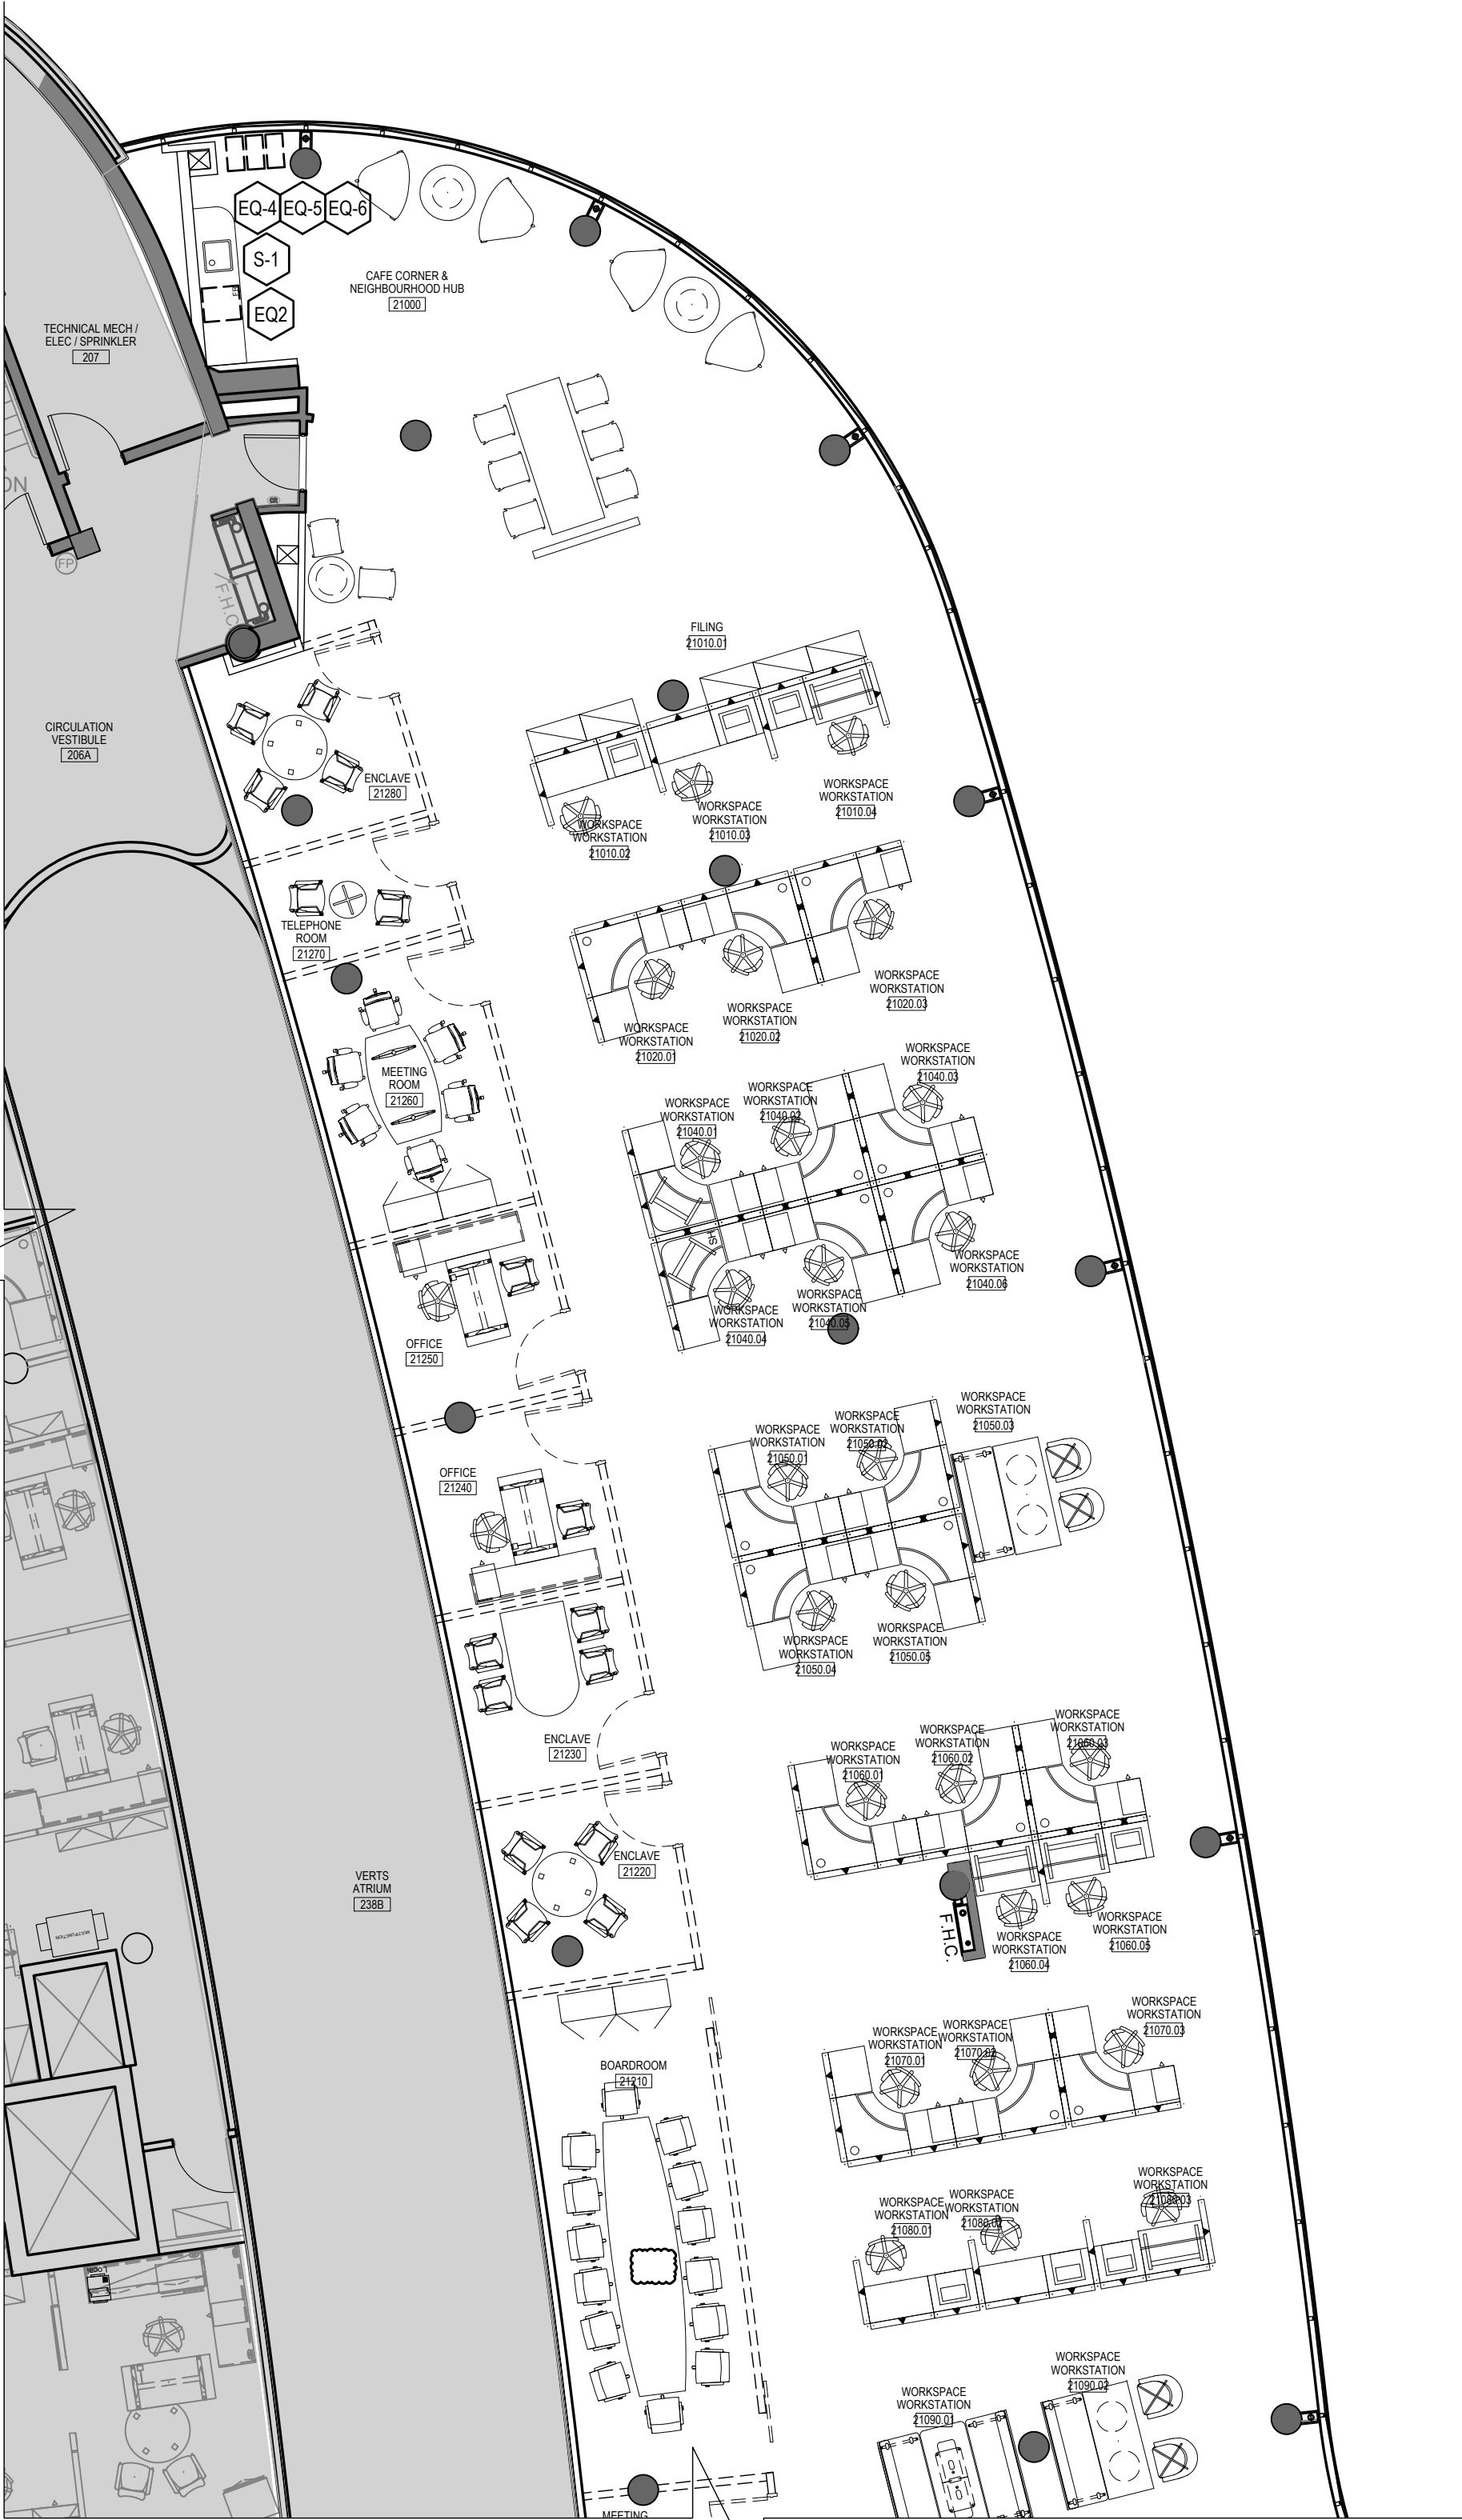 EQ-4
EQ-5
EQ-6
S-1
FR
EQ2
CAFE CORNER &
NEIGHBOURHOOD HUB
21000
TECHNICAL MECH /
ELEC / SPRINKLER
207
ON
CR
FP
F.H.C
CIRCULATION
VESTIBULE
206A
FILING
21010.01
ENCLAVE
21280
WORKSPACE
WORKSTATION
21010.02
WORKSPACE
WORKSTATION
21010.03
WORKSPACE
WORKSTATION
21010.04
TELEPHONE
ROOM
21270
WORKSPACE
WORKSTATION
21020.01
WORKSPACE
WORKSTATION
21020.02
WORKSPACE
WORKSTATION
21020.03
MEETING
ROOM
21260
WORKSPACE
WORKSTATION
21040.01
WORKSPACE
WORKSTATION
21040.02
WORKSPACE
WORKSTATION
21040.03
SH
WORKSPACE
WORKSTATION
21040.04
WORKSPACE
WORKSTATION
21040.05
WORKSPACE
WORKSTATION
21040.06
OFFICE
21250
OFFICE
21240
WORKSPACE
WORKSTATION
21050.01
WORKSPACE
WORKSTATION
21050.02
WORKSPACE
WORKSTATION
21050.03
WORKSPACE
WORKSTATION
21050.04
WORKSPACE
WORKSTATION
21050.05
ENCLAVE
21230
WORKSPACE
WORKSTATION
21060.01
WORKSPACE
WORKSTATION
21060.02
WORKSPACE
WORKSTATION
21060.03
ENCLAVE
21220
VERTS
ATRIUM
238B
F.H.C.
WORKSPACE
WORKSTATION
21060.04
WORKSPACE
WORKSTATION
21060.05
MULTIFUNCTION
BOARDROOM
21210
WORKSPACE
WORKSTATION
21070.01
WORKSPACE
WORKSTATION
21070.02
WORKSPACE
WORKSTATION
21070.03
WORKSPACE
WORKSTATION
21080.01
WORKSPACE
WORKSTATION
21080.02
WORKSPACE
WORKSTATION
21080.03
Local
WORKSPACE
WORKSTATION
21090.01
WORKSPACE
WORKSTATION
21090.02
MEETING